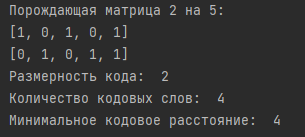 Порождающая матрица 2 на 5:
[1, 0, 1, 0, 1]
[0, 1, 0, 1, 1]
Размерность кода:  2
Количество кодовых слов:  4
Минимальное кодовое расстояние:  4